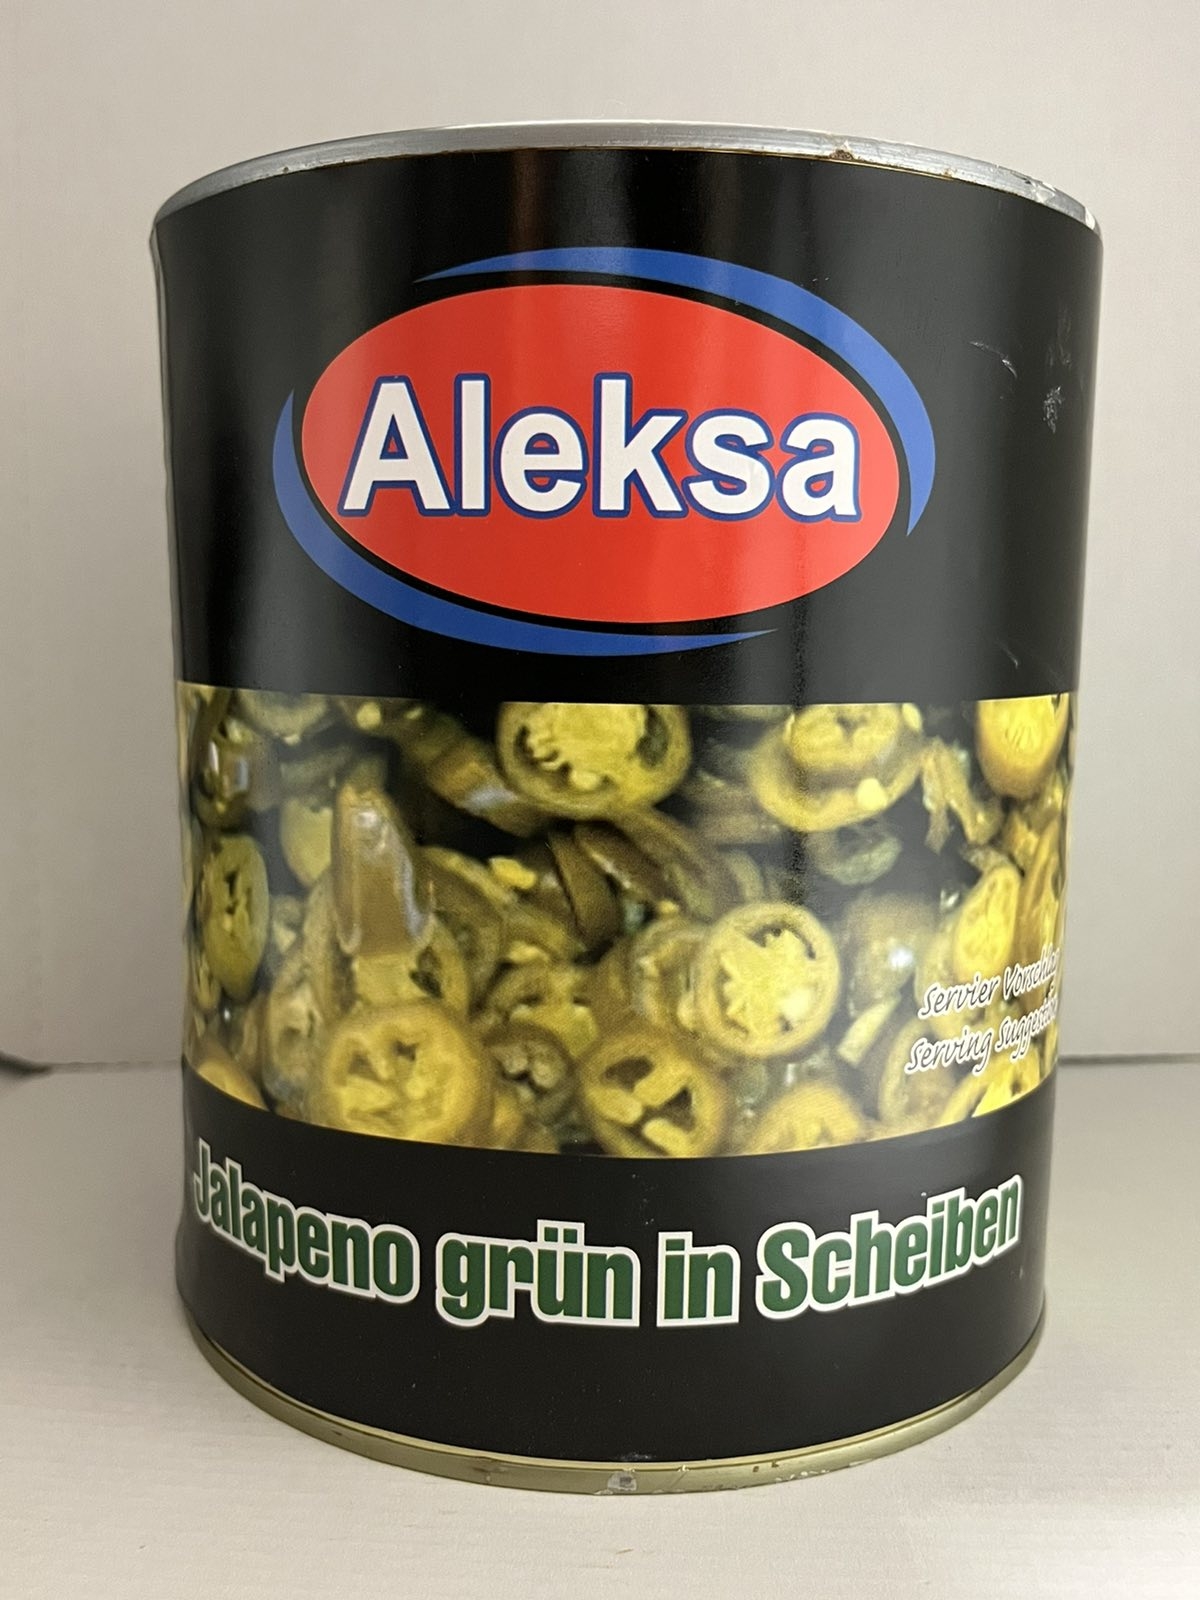 Aleksa
Servier Vorschlag
Serving Suggestion
Jalapeno grün in Scheiben